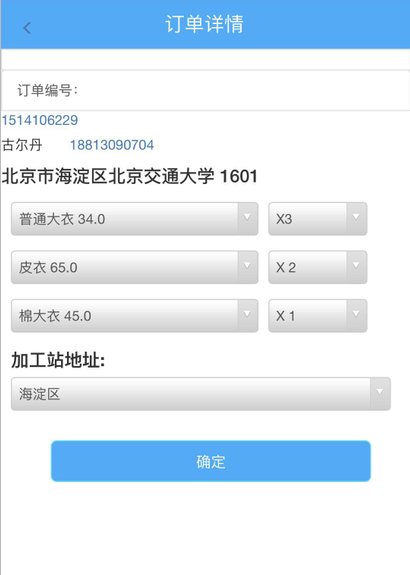 订单详情
订单编号:
1514106229
古尔丹 18813090704
北京市海淀区北京交通大学 1601
普通大衣 34.0 X3
皮衣 65.0 X 2
棉大衣 45.0 X 1
加工站地址:
海淀区
确定